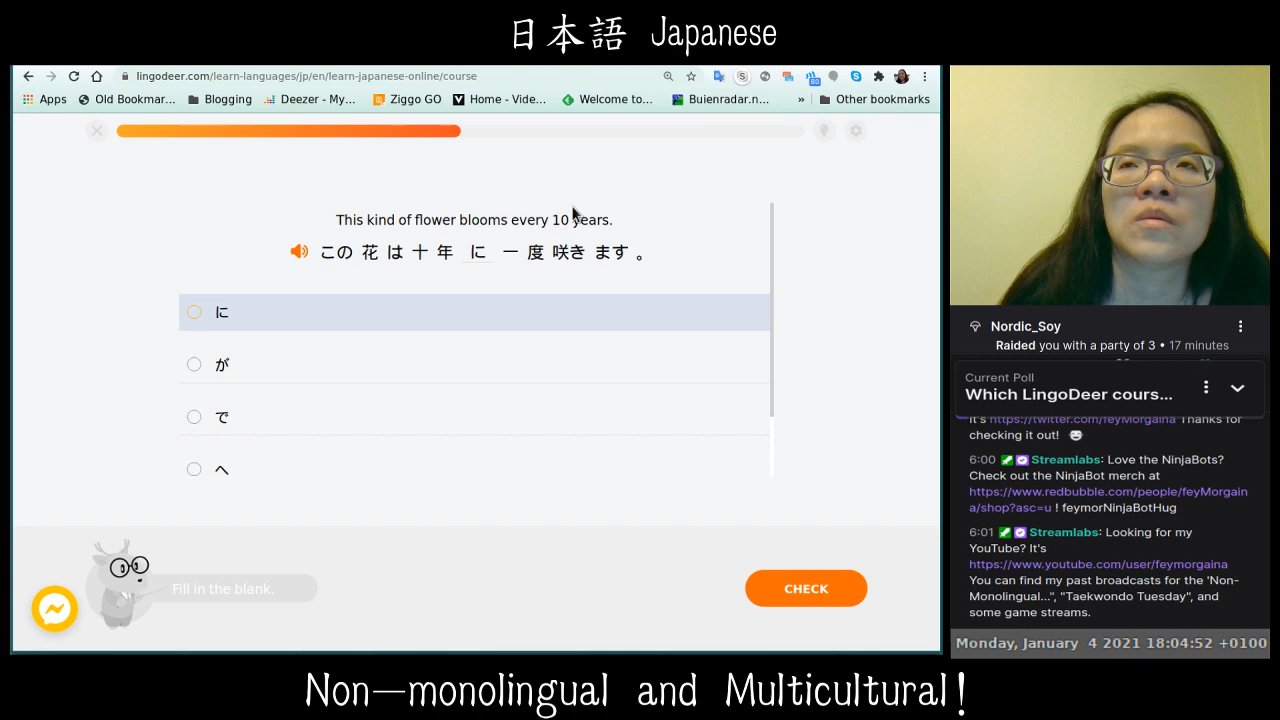 日本語 Japanese
lingodeer.com/learn-languages/jp/en/learn-japanese-online/course
Apps Old Bookmar... Blogging Deezer - My... Ziggo GO Home - Vide... Welcome to... Buienradar.n... » Other bookmarks
This kind of flower blooms every 10 years.
この 花 は 十 年 に 一 度 咲き ます 。
に
が
で
へ
Fill in the blank.
CHECK
Nordic_Soy
Raided you with a party of 3 • 17 minutes
Current Poll
Which LingoDeer cours...
It's https://twitter.com/feyMorgaina Thanks for
checking it out!
6:00 Streamlabs: Love the NinjaBots?
Check out the NinjaBot merch at
https://www.redbubble.com/people/feyMorgain
a/shop?asc=u ! feymorNinjaBotHug
6:01 Streamlabs: Looking for my
YouTube? It's
https://www.youtube.com/user/feymorgaina
You can find my past broadcasts for the 'Non-
Monolingual...", "Taekwondo Tuesday", and
some game streams.
Monday, January 4 2021 18:04:52 +0100
Non-monolingual and Multicultural!